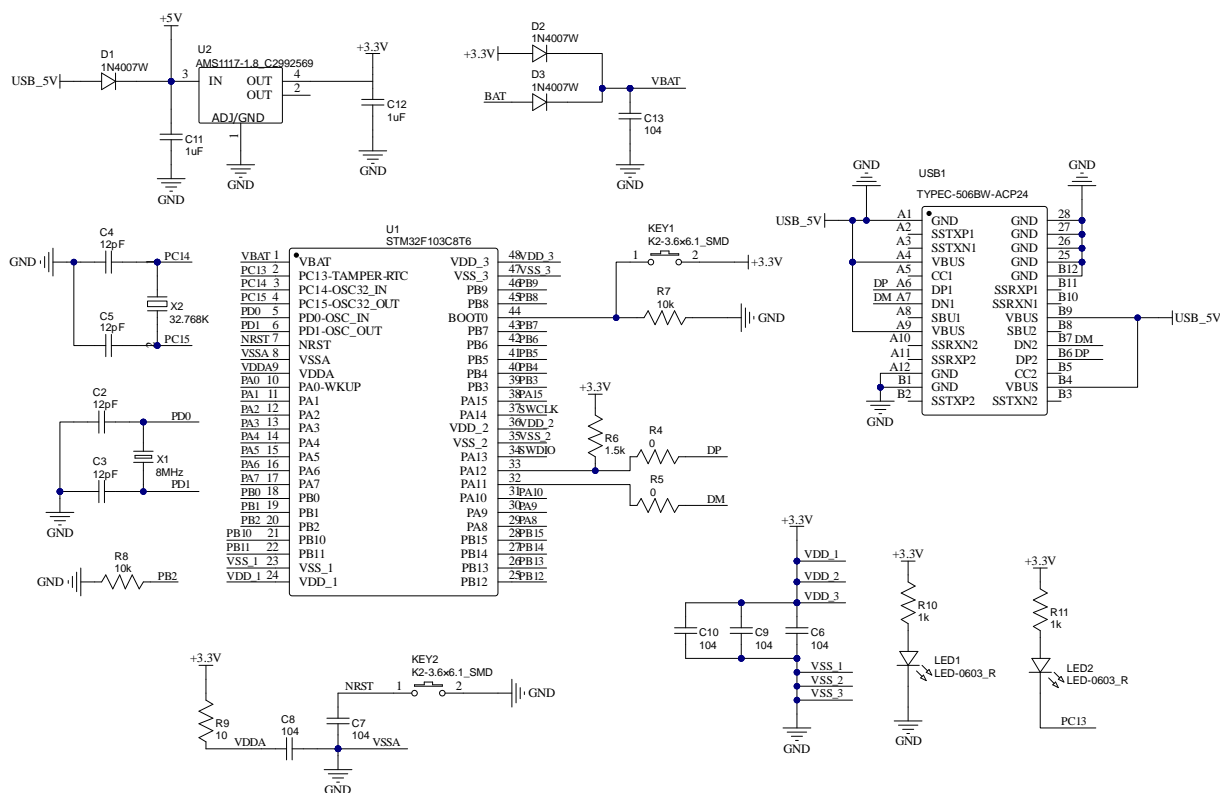 +5V
D1
1N4007W
USB_5V
U2
AMS1117-1.8_C2992569
3 IN OUT 4
OUT 2
ADJ/GND
1
+3.3V
C12
1uF
GND
C11
1uF
GND
GND
D2
1N4007W
+3.3V
D3
1N4007W
BAT
VBAT
C13
104
GND
GND
GND
USB1
TYPEC-506BW-ACP24
USB_5V
A1 GND GND 28
A2 SSTXP1 GND 27
A3 SSTXN1 GND 26
A4 VBUS GND 25
A5 CC1 GND B12
DP A6 DP1 SSRXP1 B11
DM A7 DN1 SSRXN1 B10
A8 SBU1 VBUS B9
A9 VBUS SBU2 B8
A10 SSRXN2 DN2 B7 DM
A11 SSRXP2 DP2 B6 DP
A12 GND CC2 B5
B1 GND VBUS B4
B2 SSTXP2 SSTXN2 B3
USB_5V
GND
C4
12pF
PC14
GND
X2
32.768K
C5
12pF
2
PC15
C2
12pF
PD0
X1
8MHz
C3
12pF
PD1
GND
R8
GND 10k PB2
U1
STM32F103C8T6
VBAT 1 VBAT VDD_3 48 VDD_3
PC13 2 PC13-TAMPER-RTC VSS_3 47 VSS_3
PC14 3 PC14-OSC32_IN PB9 46 PB9
PC15 4 PC15-OSC32_OUT PB8 45 PB8
PD0 5 PD0-OSC_IN BOOT0 44
PD1 6 PD1-OSC_OUT PB7 43 PB7
NRST 7 NRST PB6 42 PB6
VSSA 8 VSSA PB5 41 PB5
VDDA 9 VDDA PB4 40 PB4
PA0 10 PA0-WKUP PB3 39 PB3
PA1 11 PA1 PA15 38 PA15
PA2 12 PA2 PA14 37 SWCLK
PA3 13 PA3 VDD_2 36 VDD_2
PA4 14 PA4 VSS_2 35 VSS_2
PA5 15 PA5 PA13 34 SWDIO
PA6 16 PA6 PA12 33
PA7 17 PA7 PA11 32
PB0 18 PB0 PA10 31 PA10
PB1 19 PB1 PA9 30 PA9
PB2 20 PB2 PA8 29 PA8
PB10 21 PB10 PB15 28 PB15
PB11 22 PB11 PB14 27 PB14
VSS_1 23 VSS_1 PB13 26 PB13
VDD_1 24 VDD_1 PB12 25 PB12
KEY1
K2-3.6×6.1_SMD
1 2
+3.3V
R7
10k
GND
+3.3V
R6
1.5k
R4
0
DP
R5
0
DM
+3.3V
VDD_1
VDD_2
VDD_3
C10
104
C9
104
C6
104
VSS_1
VSS_2
VSS_3
GND
+3.3V
R10
1k
LED1
LED-0603_R
GND
+3.3V
R11
1k
LED2
LED-0603_R
PC13
+3.3V
R9
10
VDDA
C8
104
KEY2
K2-3.6×6.1_SMD
NRST 1 2 GND
C7
104
VSSA
GND